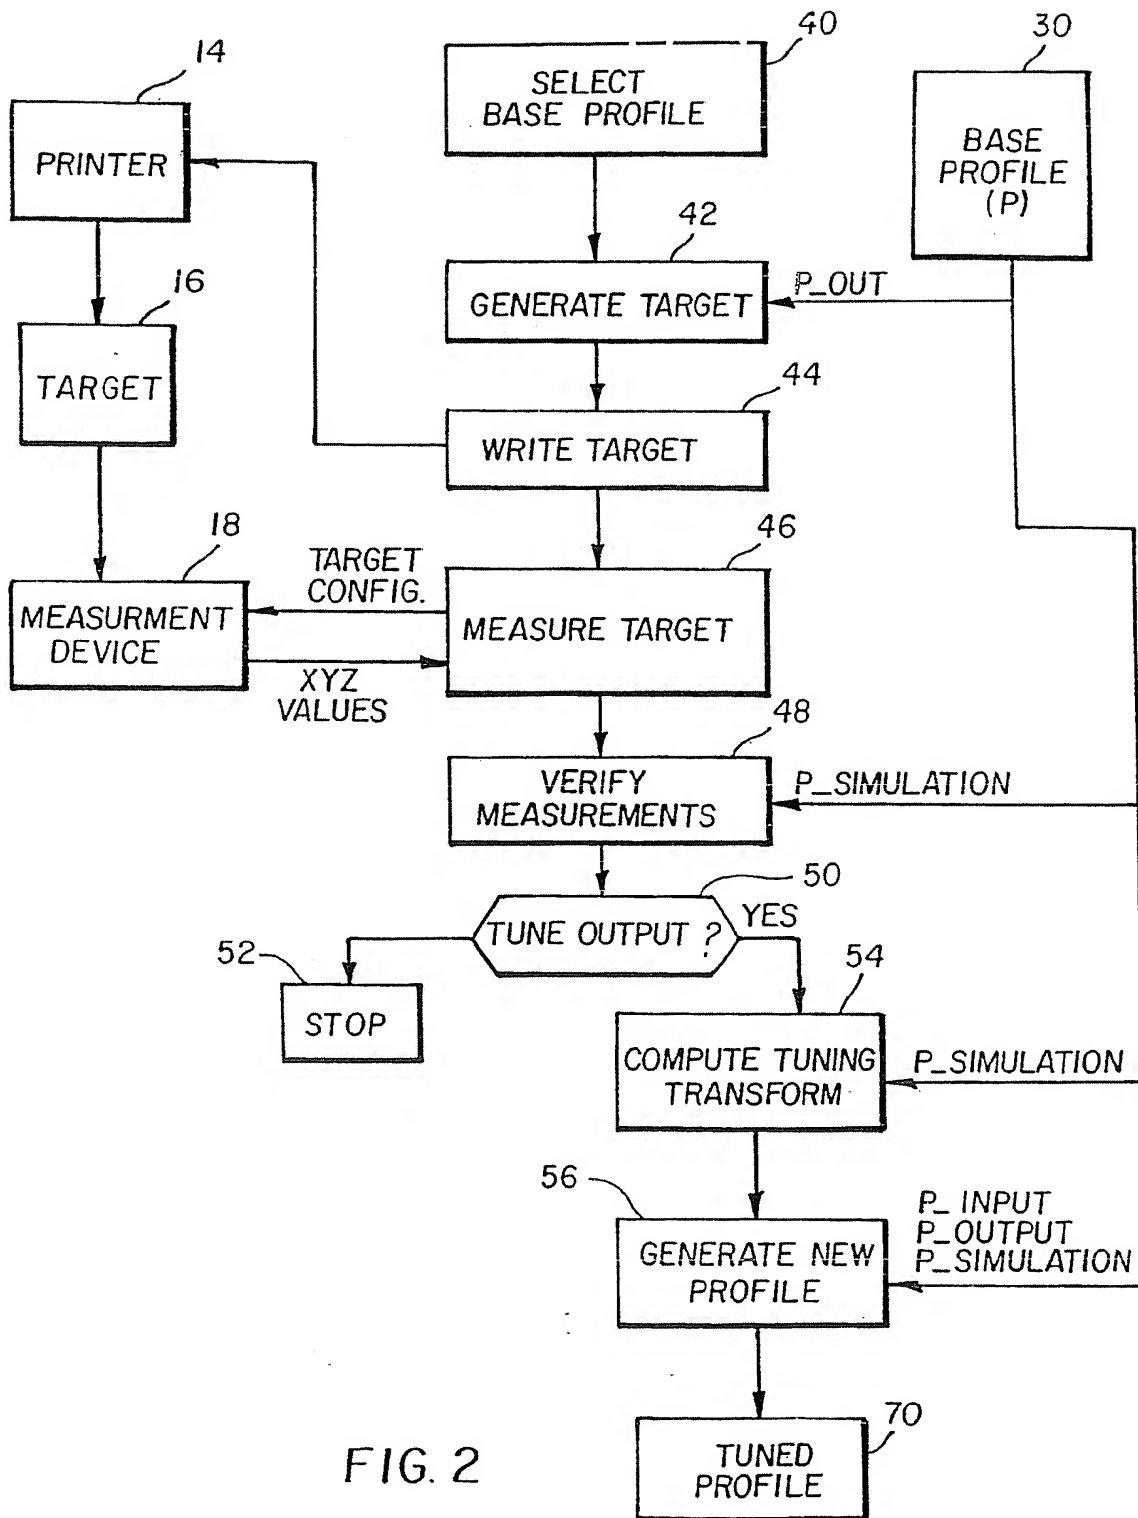 40
SELECT
BASE PROFILE
30
BASE
PROFILE
(P)
14
PRINTER
42
GENERATE TARGET
P_OUT
16
TARGET
44
WRITE TARGET
18
MEASURMENT
DEVICE
TARGET
CONFIG.
XYZ
VALUES
46
MEASURE TARGET
48
VERIFY
MEASUREMENTS
P_SIMULATION
50
TUNE OUTPUT ?
YES
52
STOP
54
COMPUTE TUNING
TRANSFORM
P_SIMULATION
56
GENERATE NEW
PROFILE
P_ INPUT
P_OUTPUT
P_SIMULATION
70
TUNED
PROFILE
FIG. 2